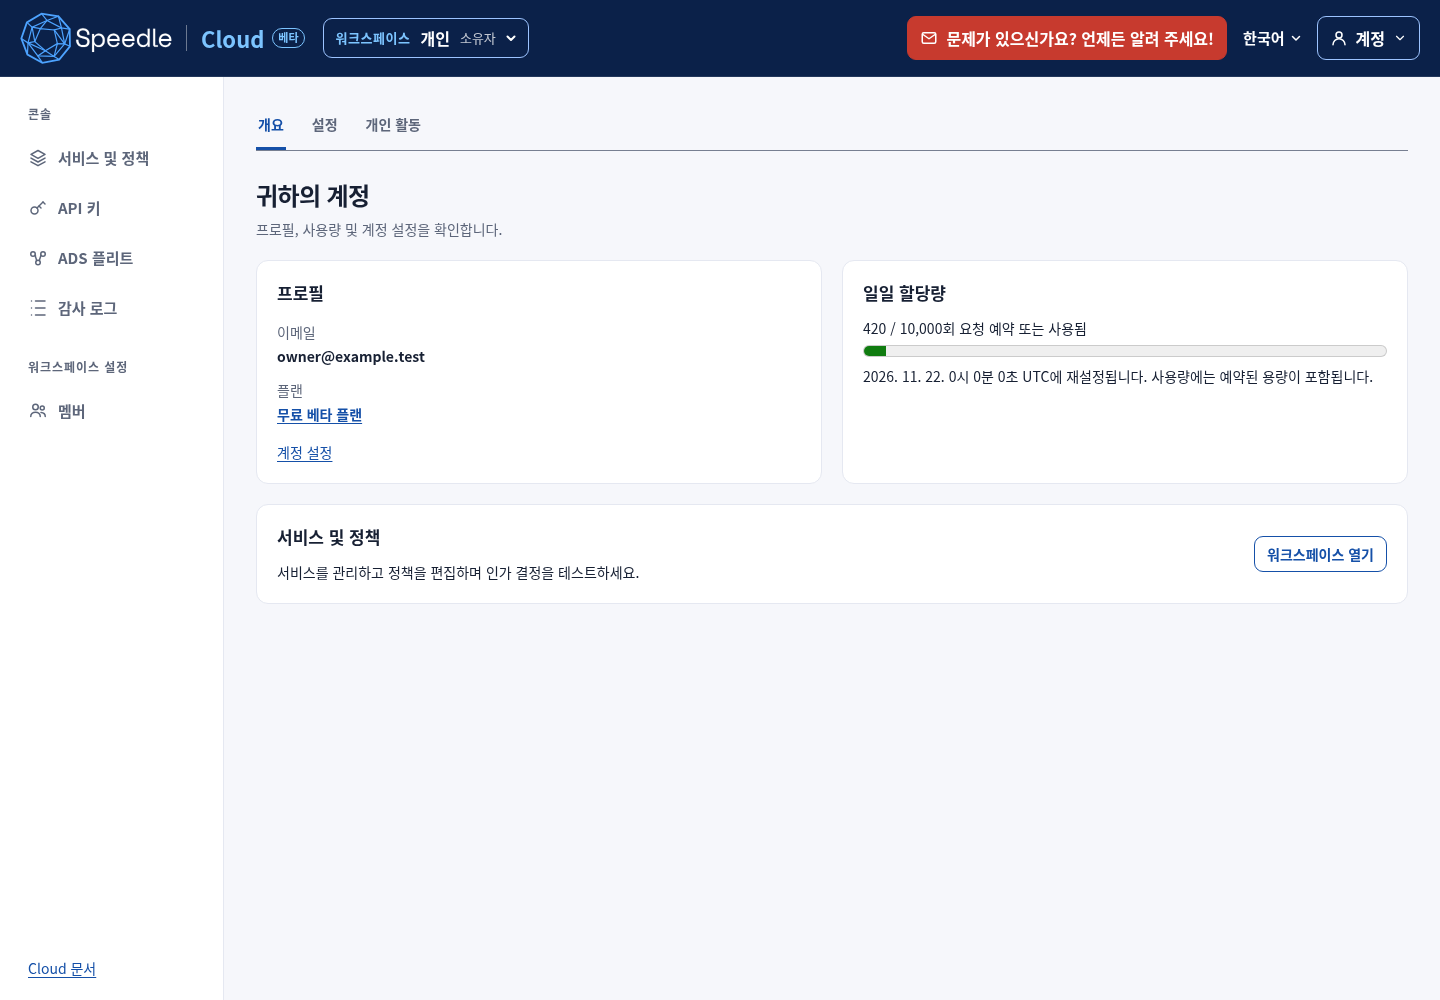 Speedle
Cloud 베타
워크스페이스 개인 소유자
문제가 있으신가요? 언제든 알려 주세요!
한국어
계정
콘솔
서비스 및 정책
API 키
ADS 플리트
감사 로그
워크스페이스 설정
멤버
Cloud 문서
개요 설정 개인 활동
귀하의 계정
프로필, 사용량 및 계정 설정을 확인합니다.
프로필
이메일
owner@example.test
플랜
무료 베타 플랜
계정 설정
일일 할당량
420 / 10,000회 요청 예약 또는 사용됨
2026. 11. 22. 0시 0분 0초 UTC에 재설정됩니다. 사용량에는 예약된 용량이 포함됩니다.
서비스 및 정책
서비스를 관리하고 정책을 편집하며 인가 결정을 테스트하세요.
워크스페이스 열기